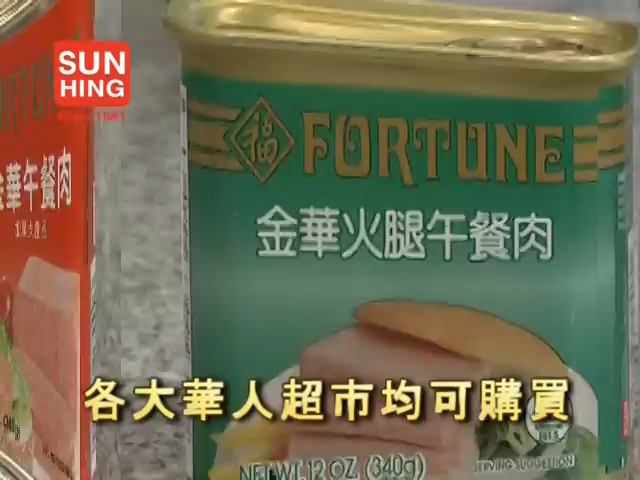 SUN
HING
福 FORTUNE
金華火腿午餐肉
華午餐肉
各大華人超市均可購買
NET WT. 12 OZ. (340g)
SERVING SUGGESTION